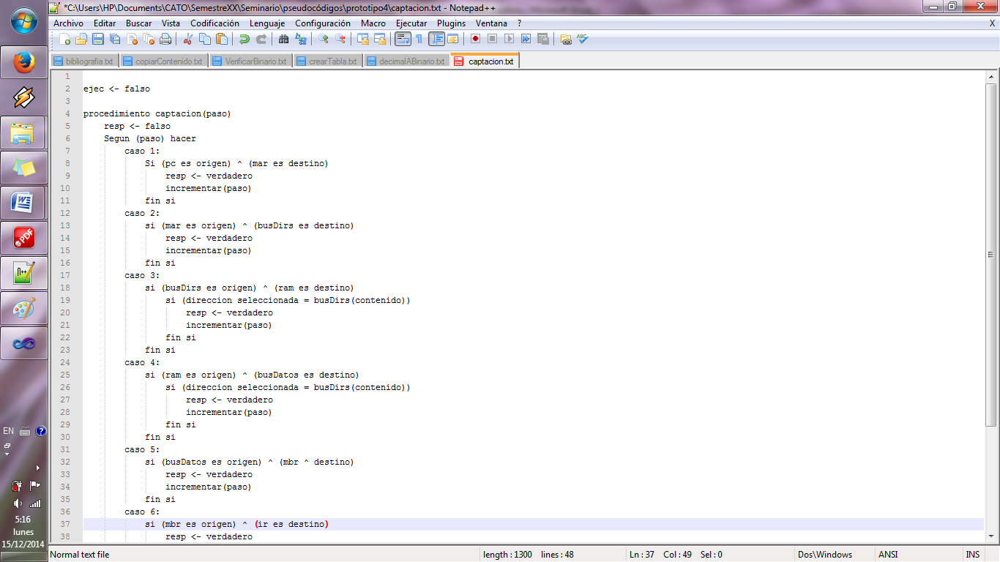 *C:\Users\HP\Documents\CATO\SemestreXX\Seminario\pseudocódigos\prototipo4\captacion.txt - Notepad++
Archivo Editar Buscar Vista Codificación Lenguaje Configuración Macro Ejecutar Plugins Ventana ? X
bibliografia.txt copiarContenido.txt VerificarBinario.txt crearTabla.txt decimalABinario.txt captacion.txt
1
2 ejec <- falso
3
4 procedimiento captacion(paso)
5 resp <- falso
6 Segun (paso) hacer
7 caso 1:
8 Si (pc es origen) ^ (mar es destino)
9 resp <- verdadero
10 incrementar(paso)
11 fin si
12 caso 2:
13 si (mar es origen) ^ (busDirs es destino)
14 resp <- verdadero
15 incrementar(paso)
16 fin si
17 caso 3:
18 si (busDirs es origen) ^ (ram es destino)
19 si (direccion seleccionada = busDirs(contenido))
20 resp <- verdadero
21 incrementar(paso)
22 fin si
23 fin si
24 caso 4:
25 si (ram es origen) ^ (busDatos es destino)
26 si (direccion seleccionada = busDirs(contenido))
27 resp <- verdadero
28 incrementar(paso)
29 fin si
30 fin si
31 caso 5:
32 si (busDatos es origen) ^ (mbr ^ destino)
33 resp <- verdadero
34 incrementar(paso)
35 fin si
36 caso 6:
37 si (mbr es origen) ^ (ir es destino)
38 resp <- verdadero
Normal text file length : 1300 lines : 48 Ln : 37 Col : 49 Sel : 0 Dos\Windows ANSI INS
EN
5:16
lunes
15/12/2014